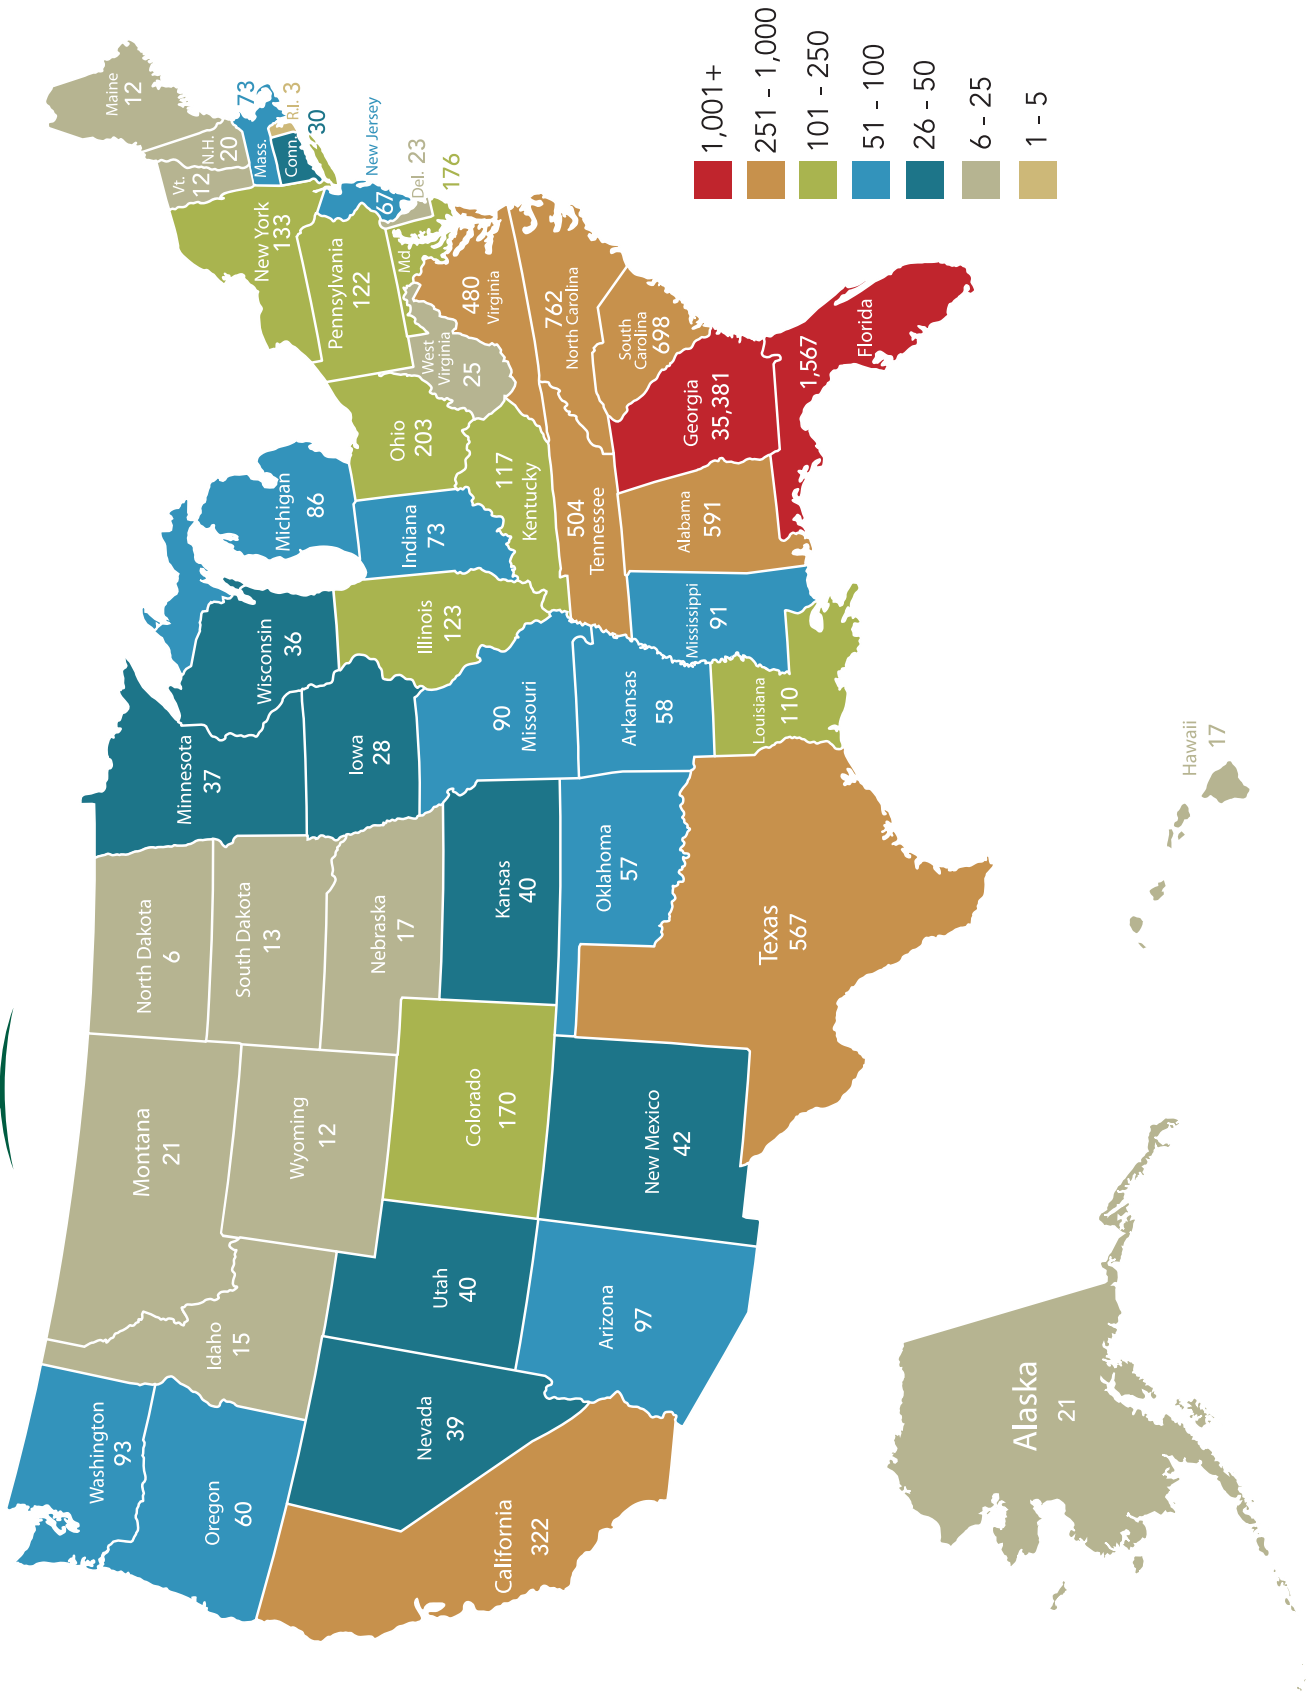 Washington
93
Oregon
60
California
322
Nevada
39
Idaho
15
Montana
21
Wyoming
12
Utah
40
Arizona
97
Colorado
170
New Mexico
42
North Dakota
6
South Dakota
13
Nebraska
17
Kansas
40
Oklahoma
57
Texas
567
Minnesota
37
Iowa
28
Missouri
90
Arkansas
58
Louisiana
110
Wisconsin
36
Illinois
123
Michigan
86
Indiana
73
Ohio
203
Kentucky
117
Tennessee
504
Mississippi
91
Alabama
591
Georgia
35,381
Florida
1,567
South
Carolina
698
North Carolina
762
Virginia
480
West
Virginia
25
Md.
176
Del. 23
Pennsylvania
122
New Jersey
67
New York
133
Conn.
30
R.I. 3
Mass.
73
Vt.
12
N.H.
20
Maine
12
Alaska
21
Hawaii
17
1,001+
251 - 1,000
101 - 250
51 - 100
26 - 50
6 - 25
1 - 5